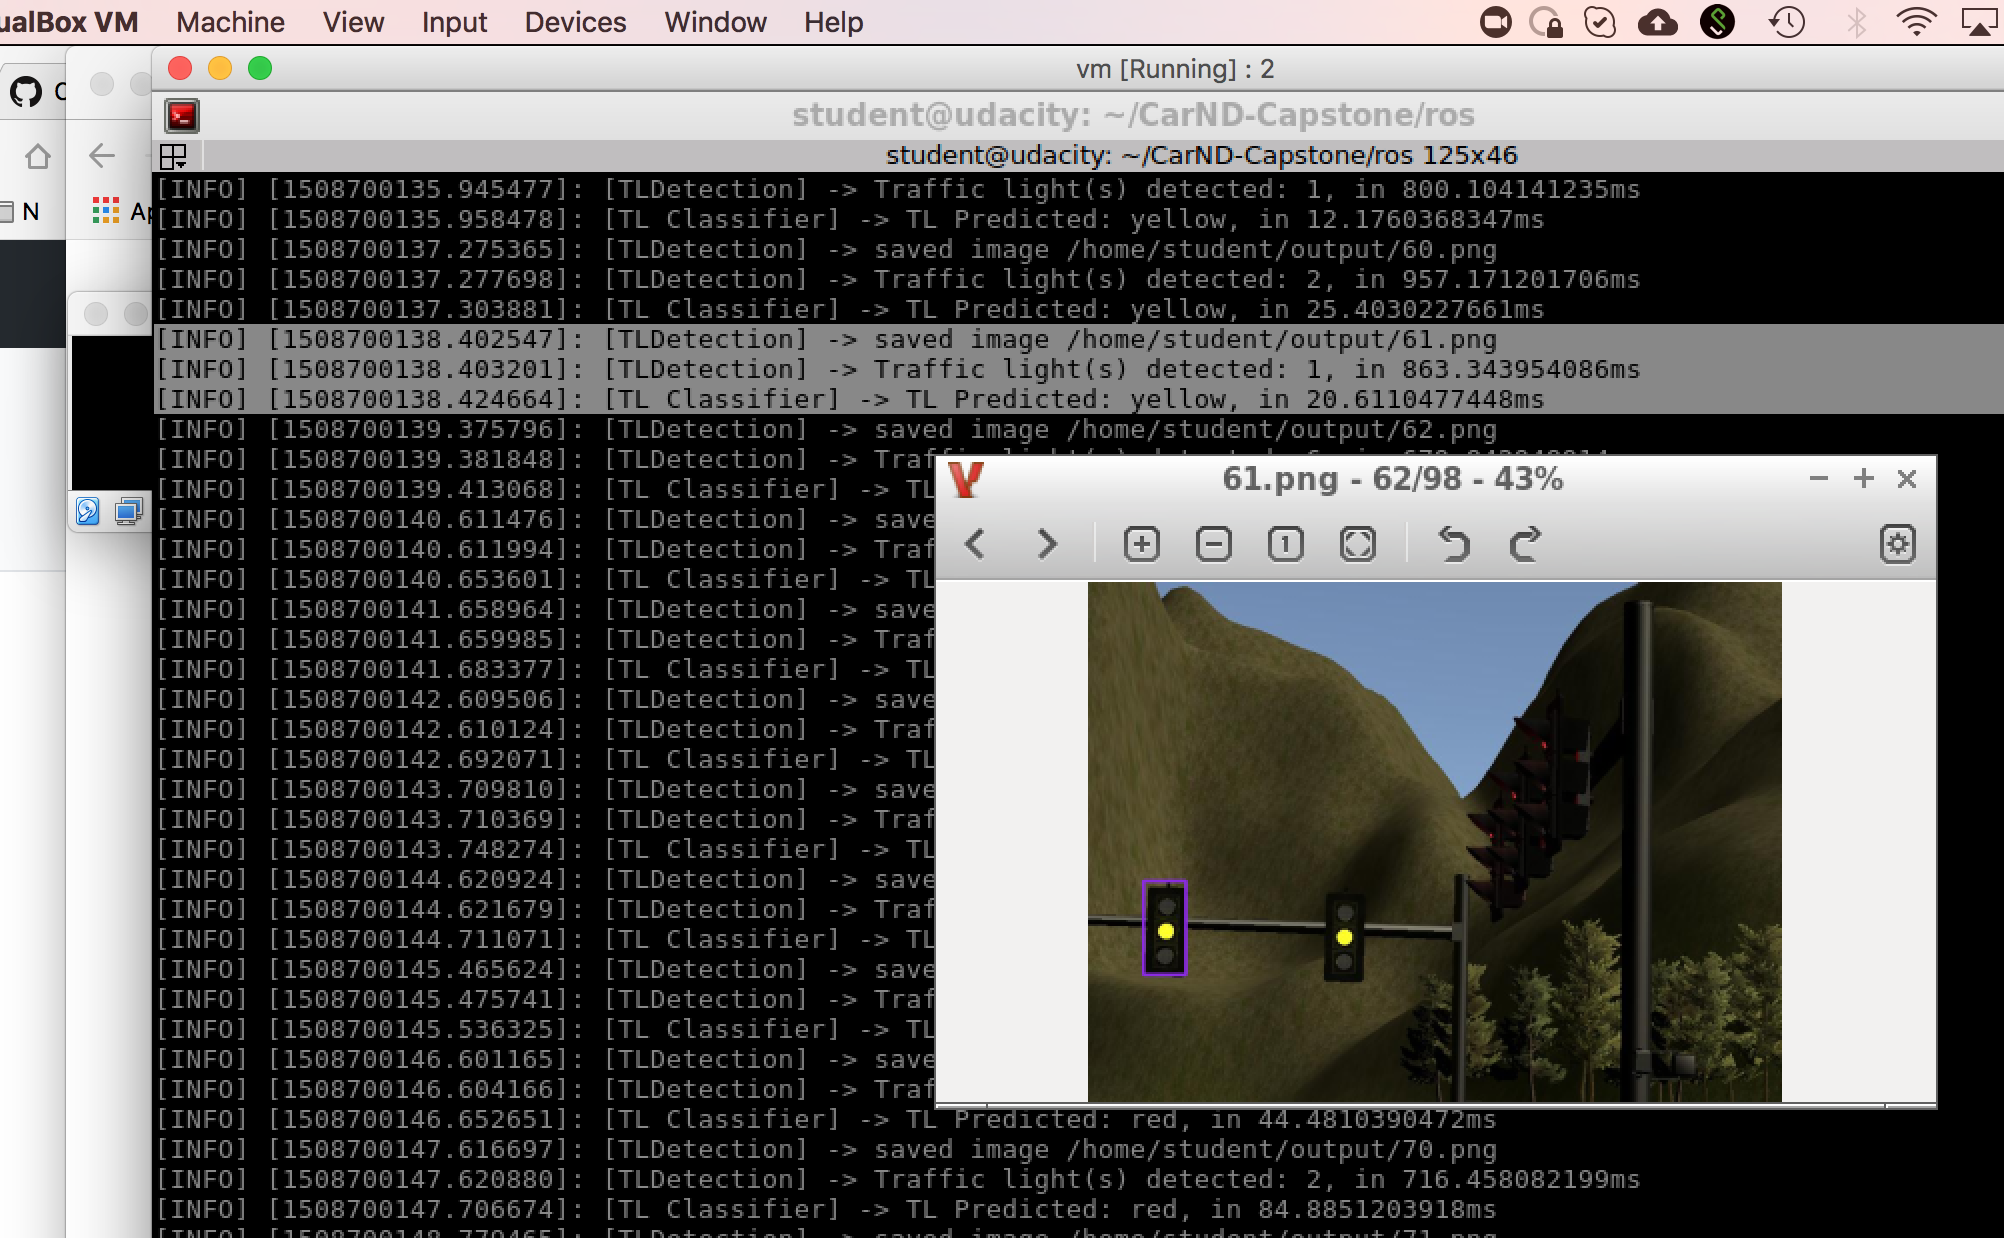 ualBox VM Machine View Input Devices Window Help
vm [Running] : 2
student@udacity: ~/CarND-Capstone/ros
student@udacity: ~/CarND-Capstone/ros 125x46
N
[INFO] [1508700135.945477]: [TLDetection] -> Traffic light(s) detected: 1, in 800.104141235ms
[INFO] [1508700135.958478]: [TL Classifier] -> TL Predicted: yellow, in 12.1760368347ms
[INFO] [1508700137.275365]: [TLDetection] -> saved image /home/student/output/60.png
[INFO] [1508700137.277698]: [TLDetection] -> Traffic light(s) detected: 2, in 957.171201706ms
[INFO] [1508700137.303881]: [TL Classifier] -> TL Predicted: yellow, in 25.4030227661ms
[INFO] [1508700138.402547]: [TLDetection] -> saved image /home/student/output/61.png
[INFO] [1508700138.403201]: [TLDetection] -> Traffic light(s) detected: 1, in 863.343954086ms
[INFO] [1508700138.424664]: [TL Classifier] -> TL Predicted: yellow, in 20.6110477448ms
[INFO] [1508700139.375796]: [TLDetection] -> saved image /home/student/output/62.png
[INFO] [1508700139.381848]: [TLDetection] -> Traf
[INFO] [1508700139.413068]: [TL Classifier] -> TL
[INFO] [1508700140.611476]: [TLDetection] -> save
[INFO] [1508700140.611994]: [TLDetection] -> Traf
[INFO] [1508700140.653601]: [TL Classifier] -> TL
[INFO] [1508700141.658964]: [TLDetection] -> save
[INFO] [1508700141.659985]: [TLDetection] -> Traf
[INFO] [1508700141.683377]: [TL Classifier] -> TL
[INFO] [1508700142.609506]: [TLDetection] -> save
[INFO] [1508700142.610124]: [TLDetection] -> Traf
[INFO] [1508700142.692071]: [TL Classifier] -> TL
[INFO] [1508700143.709810]: [TLDetection] -> save
[INFO] [1508700143.710369]: [TLDetection] -> Traf
[INFO] [1508700143.748274]: [TL Classifier] -> TL
[INFO] [1508700144.620924]: [TLDetection] -> save
[INFO] [1508700144.621679]: [TLDetection] -> Traf
[INFO] [1508700144.711071]: [TL Classifier] -> TL
[INFO] [1508700145.465624]: [TLDetection] -> save
[INFO] [1508700145.475741]: [TLDetection] -> Traf
[INFO] [1508700145.536325]: [TL Classifier] -> TL
[INFO] [1508700146.601165]: [TLDetection] -> save
[INFO] [1508700146.604166]: [TLDetection] -> Traf
[INFO] [1508700146.652651]: [TL Classifier] -> TL Predicted: red, in 44.4810390472ms
[INFO] [1508700147.616697]: [TLDetection] -> saved image /home/student/output/70.png
[INFO] [1508700147.620880]: [TLDetection] -> Traffic light(s) detected: 2, in 716.458082199ms
[INFO] [1508700147.706674]: [TL Classifier] -> TL Predicted: red, in 84.8851203918ms
61.png - 62/98 - 43%